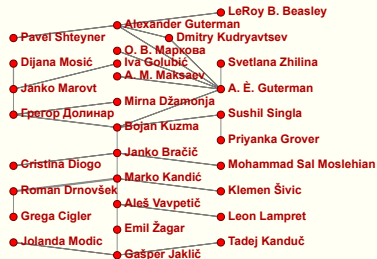 LeRoy B. Beasley
Alexander Guterman
Pavel Shteyner
Dmitry Kudryavtsev
О. В. Маркова
Dijana Mosić
Iva Golubić
Svetlana Zhilina
A. M. Maksaev
Janko Marovt
A. È. Guterman
Mirna Džamonja
Грегор Долинар
Sushil Singla
Bojan Kuzma
Priyanka Grover
Janko Bračič
Cristina Diogo
Mohammad Sal Moslehian
Marko Kandić
Roman Drnovšek
Klemen Šivic
Aleš Vavpetič
Grega Cigler
Leon Lampret
Emil Žagar
Jolanda Modic
Tadej Kanduč
Gašper Jaklič